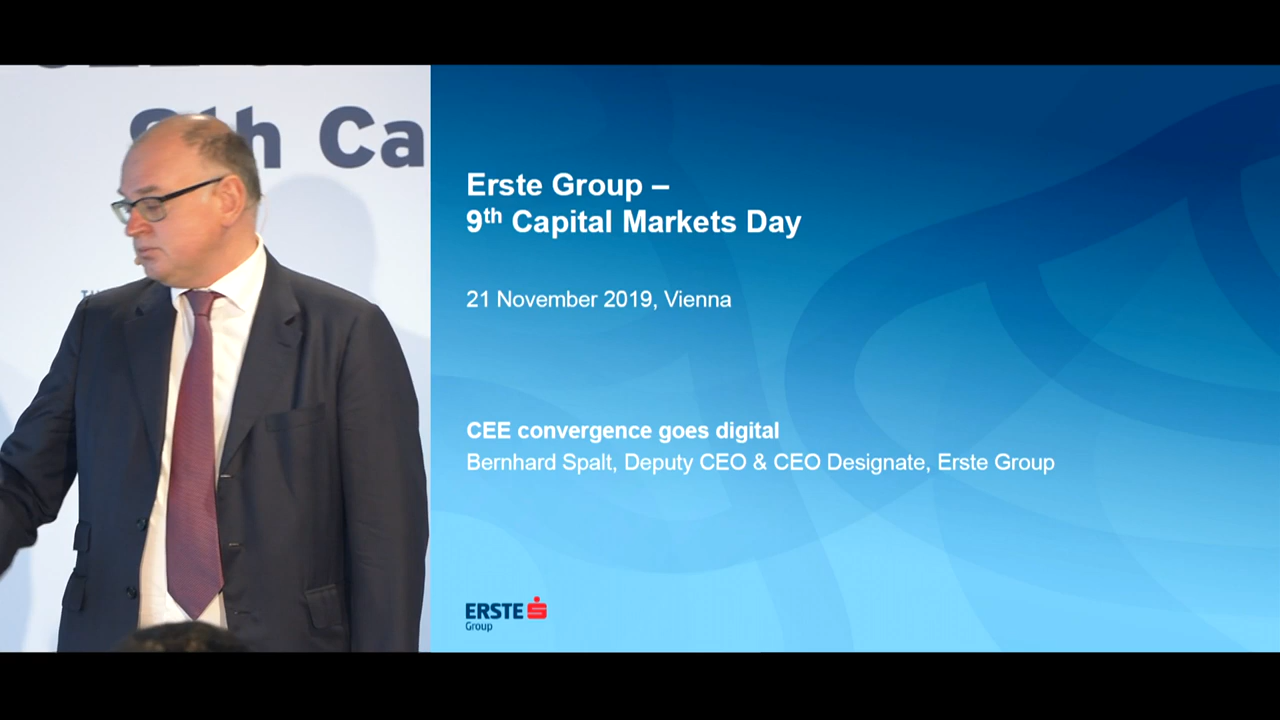 9th Ca
Erste Group –
9th Capital Markets Day
21 November 2019, Vienna
CEE convergence goes digital
Bernhard Spalt, Deputy CEO & CEO Designate, Erste Group
ERSTE
Group